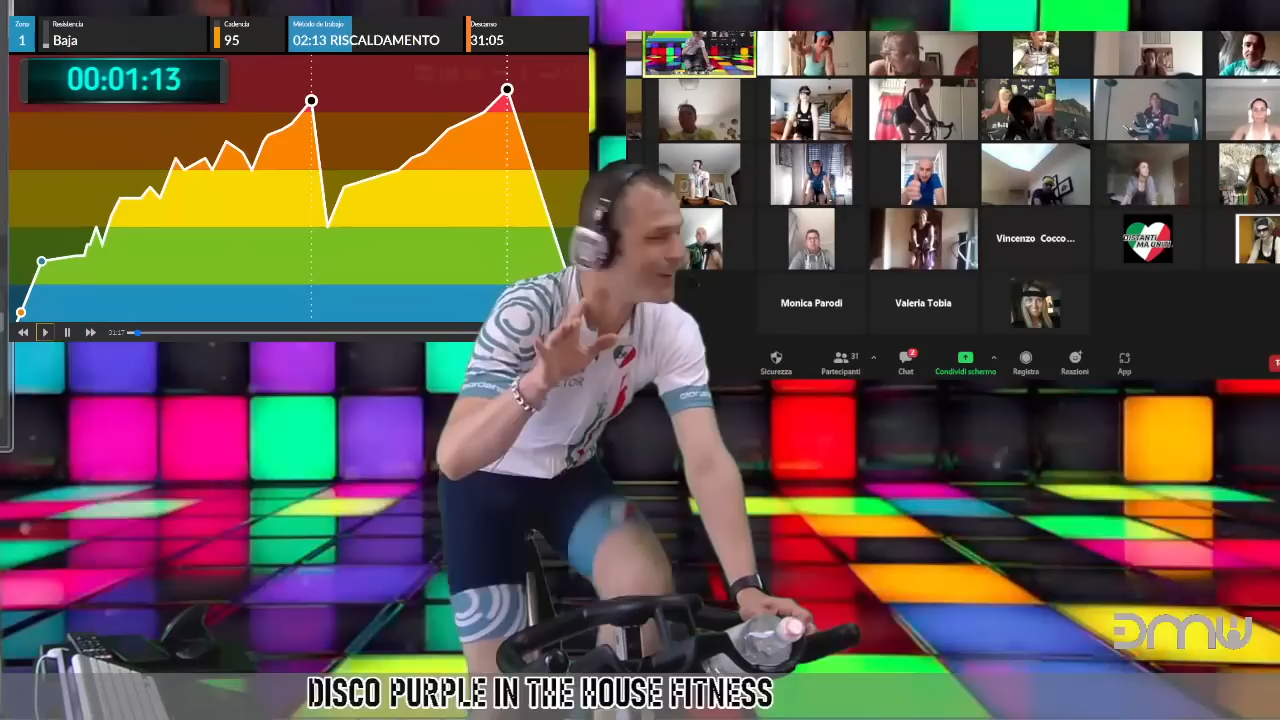 Zona
1
Resistencia
Baja
Cadencia
95
Método de trabajo
02:13 RISCALDAMENTO
Descanso
31:05
00:01:13
01:17
Vincenzo Cocco...
DISTANTI
MA UNITI
Monica Parodi
Valeria Tobia
31
2
Sicurezza
Partecipanti
Chat
Condividi schermo
Registra
Reazioni
App
DMW
DISCO PURPLE IN THE HOUSE FITNESS